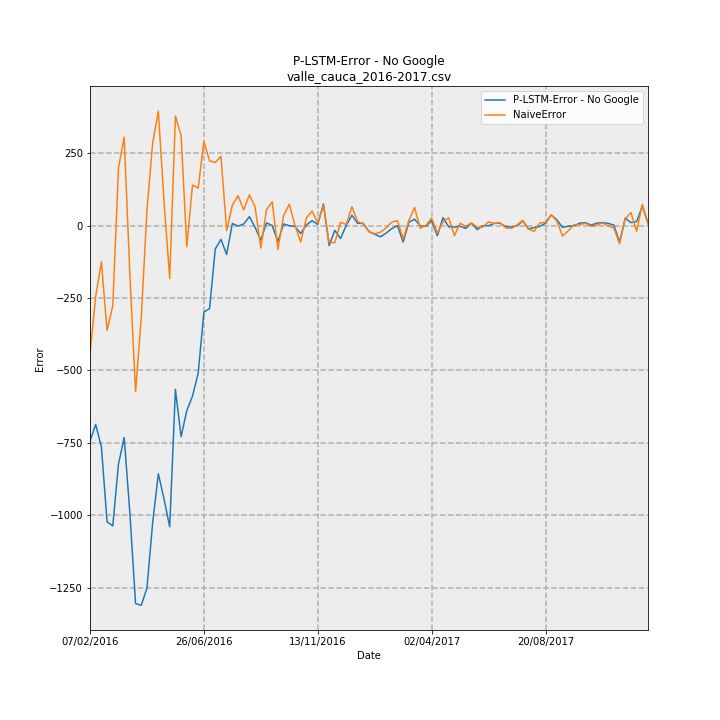 P-LSTM-Error - No Google
valle_cauca_2016-2017.csv
P-LSTM-Error - No Google
NaiveError
250
0
−250
−500
−750
−1000
−1250
Error
07/02/2016
26/06/2016
13/11/2016
02/04/2017
20/08/2017
Date